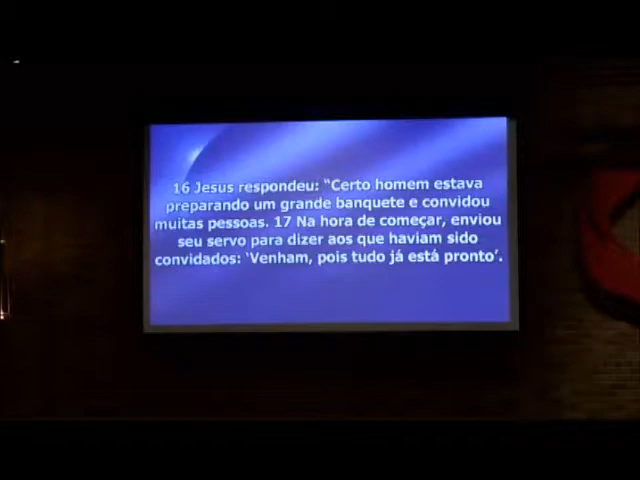 16 Jesus respondeu: “Certo homem estava
preparando um grande banquete e convidou
muitas pessoas. 17 Na hora de começar, enviou
seu servo para dizer aos que haviam sido
convidados: ‘Venham, pois tudo já está pronto’.